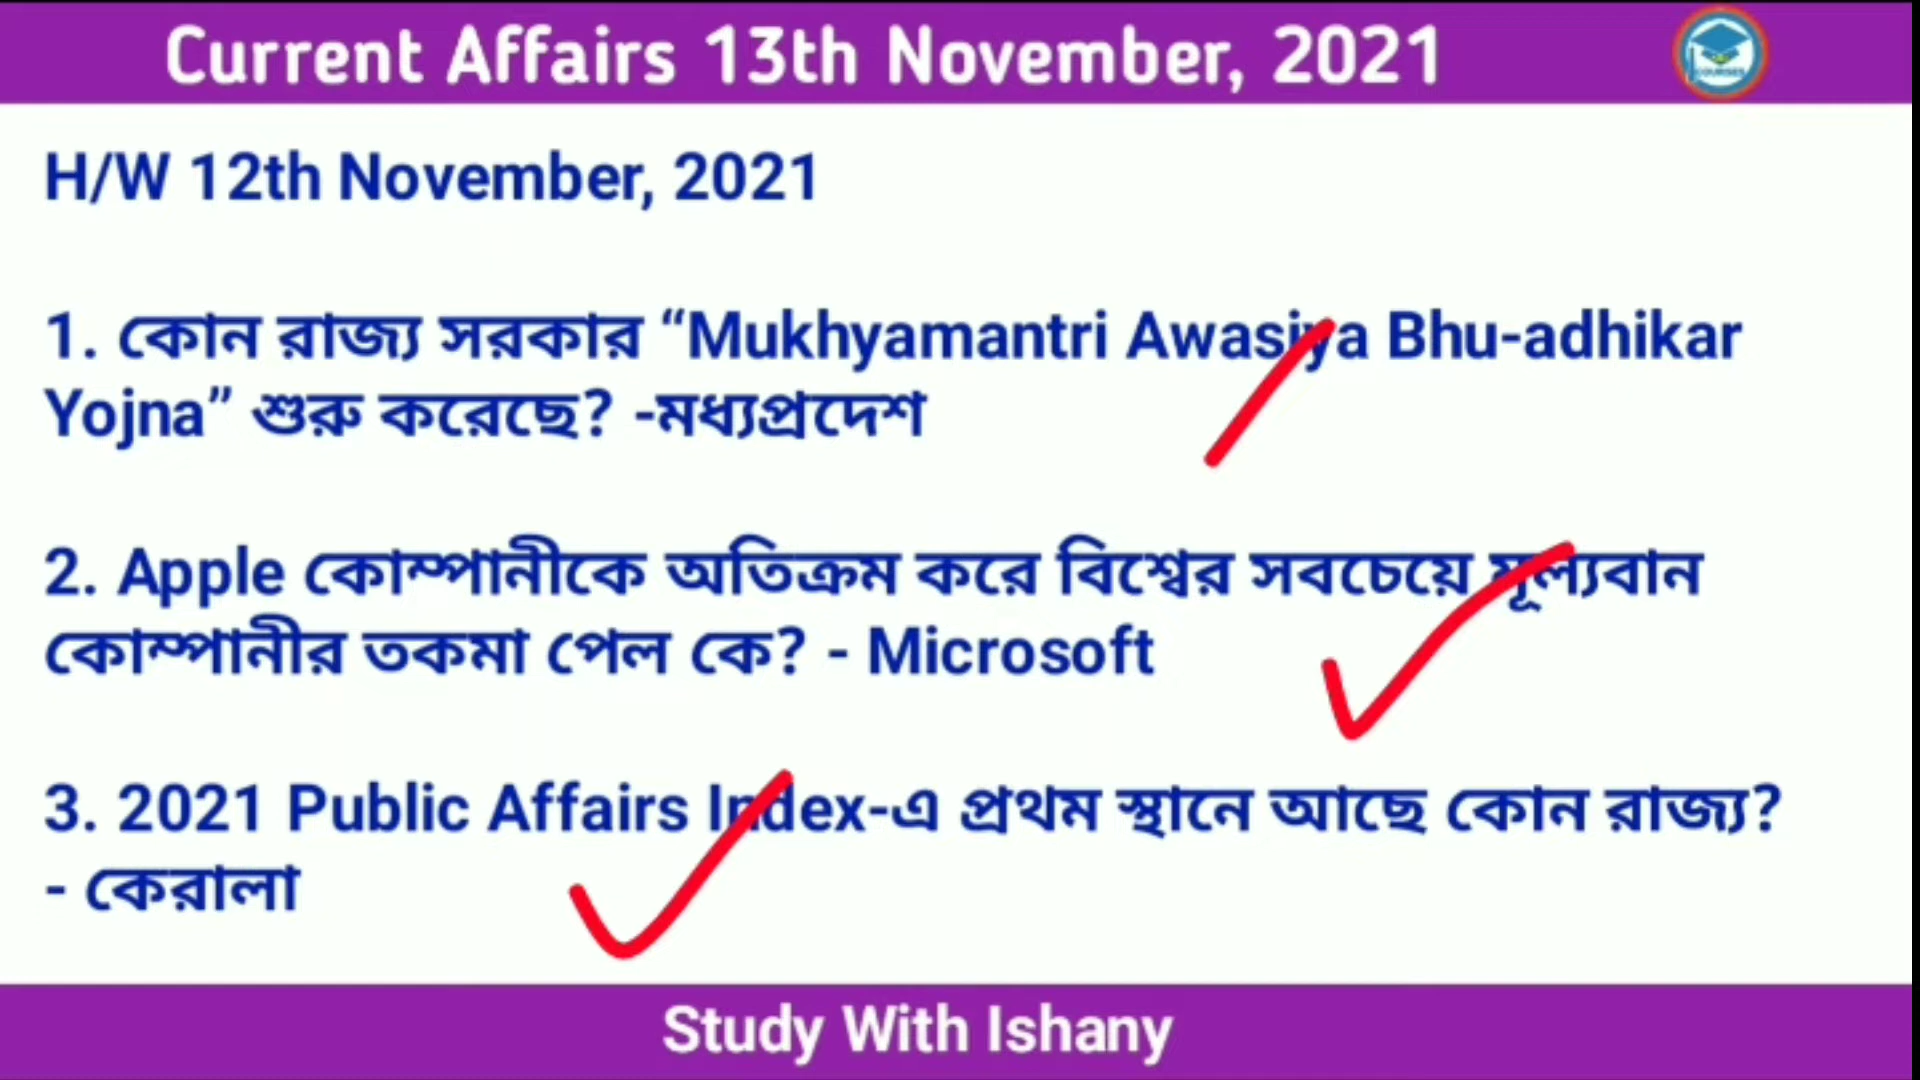 Current Affairs 13th November, 2021
COURSES
H/W 12th November, 2021
1. কোন রাজ্য সরকার “Mukhyamantri Awasiya Bhu-adhikar
Yojna” শুরু করেছে? -মধ্যপ্রদেশ
2. Apple কোম্পানীকে অতিক্রম করে বিশ্বের সবচেয়ে মূল্যবান
কোম্পানীর তকমা পেল কে? - Microsoft
3. 2021 Public Affairs Index-এ প্রথম স্থানে আছে কোন রাজ্য?
- কেরালা
Study With Ishany